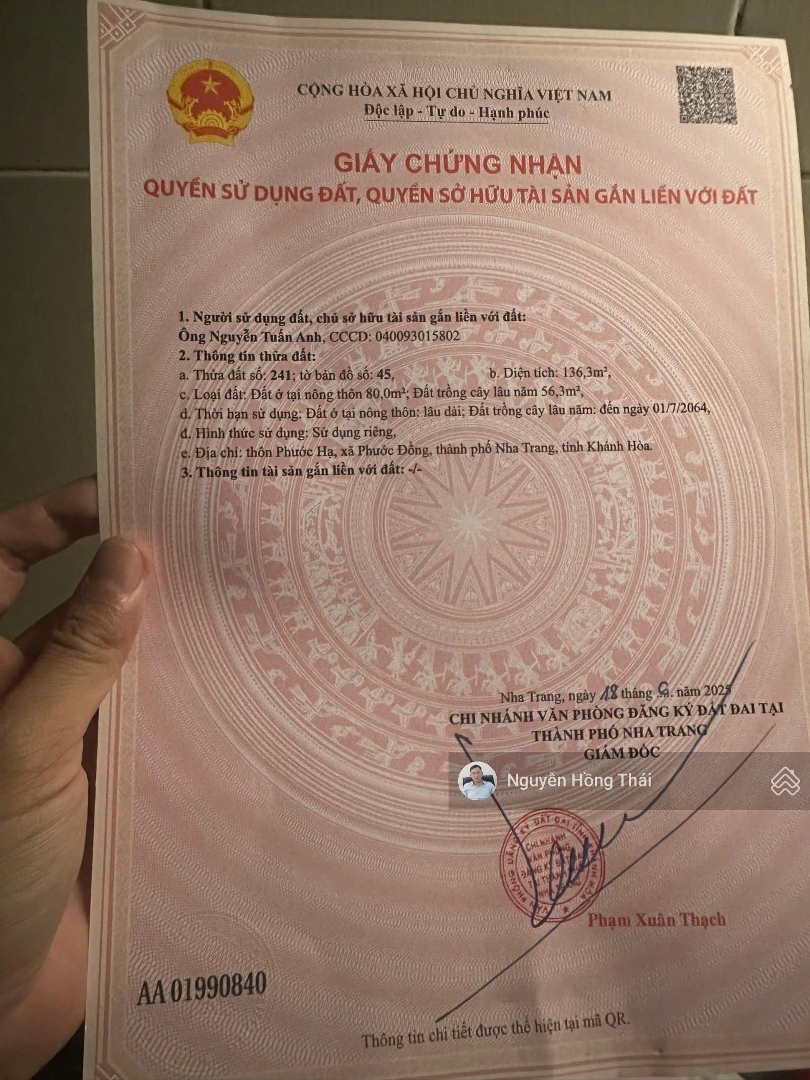 CỘNG HÒA XÃ HỘI CHỦ NGHĨA VIỆT NAM
Độc lập - Tự do - Hạnh phúc
GIẤY CHỨNG NHẬN
QUYỀN SỬ DỤNG ĐẤT, QUYỀN SỞ HỮU TÀI SẢN GẮN LIỀN VỚI ĐẤT
1. Người sử dụng đất, chủ sở hữu tài sản gắn liền với đất:
Ông Nguyễn Tuấn Anh, CCCD: 040093015802
2. Thông tin thửa đất:
a. Thửa đất số: 241; tờ bản đồ số: 45, b. Diện tích: 136,3m²,
c. Loại đất: Đất ở tại nông thôn 80,0m²; Đất trồng cây lâu năm 56,3m²,
d. Thời hạn sử dụng: Đất ở tại nông thôn: lâu dài; Đất trồng cây lâu năm: đến ngày 01/7/2064,
đ. Hình thức sử dụng: Sử dụng riêng,
e. Địa chỉ: thôn Phước Hạ, xã Phước Đồng, thành phố Nha Trang, tỉnh Khánh Hòa.
3. Thông tin tài sản gắn liền với đất: -/-
Nha Trang, ngày 18 tháng năm 2025
CHI NHÁNH VĂN PHÒNG ĐĂNG KÝ ĐẤT ĐAI TẠI
THÀNH PHỐ NHA TRANG
GIÁM ĐỐC
Nguyễn Hồng Thái
Phạm Xuân Thạch
AA 01990840
Thông tin chi tiết được thể hiện tại mã QR.